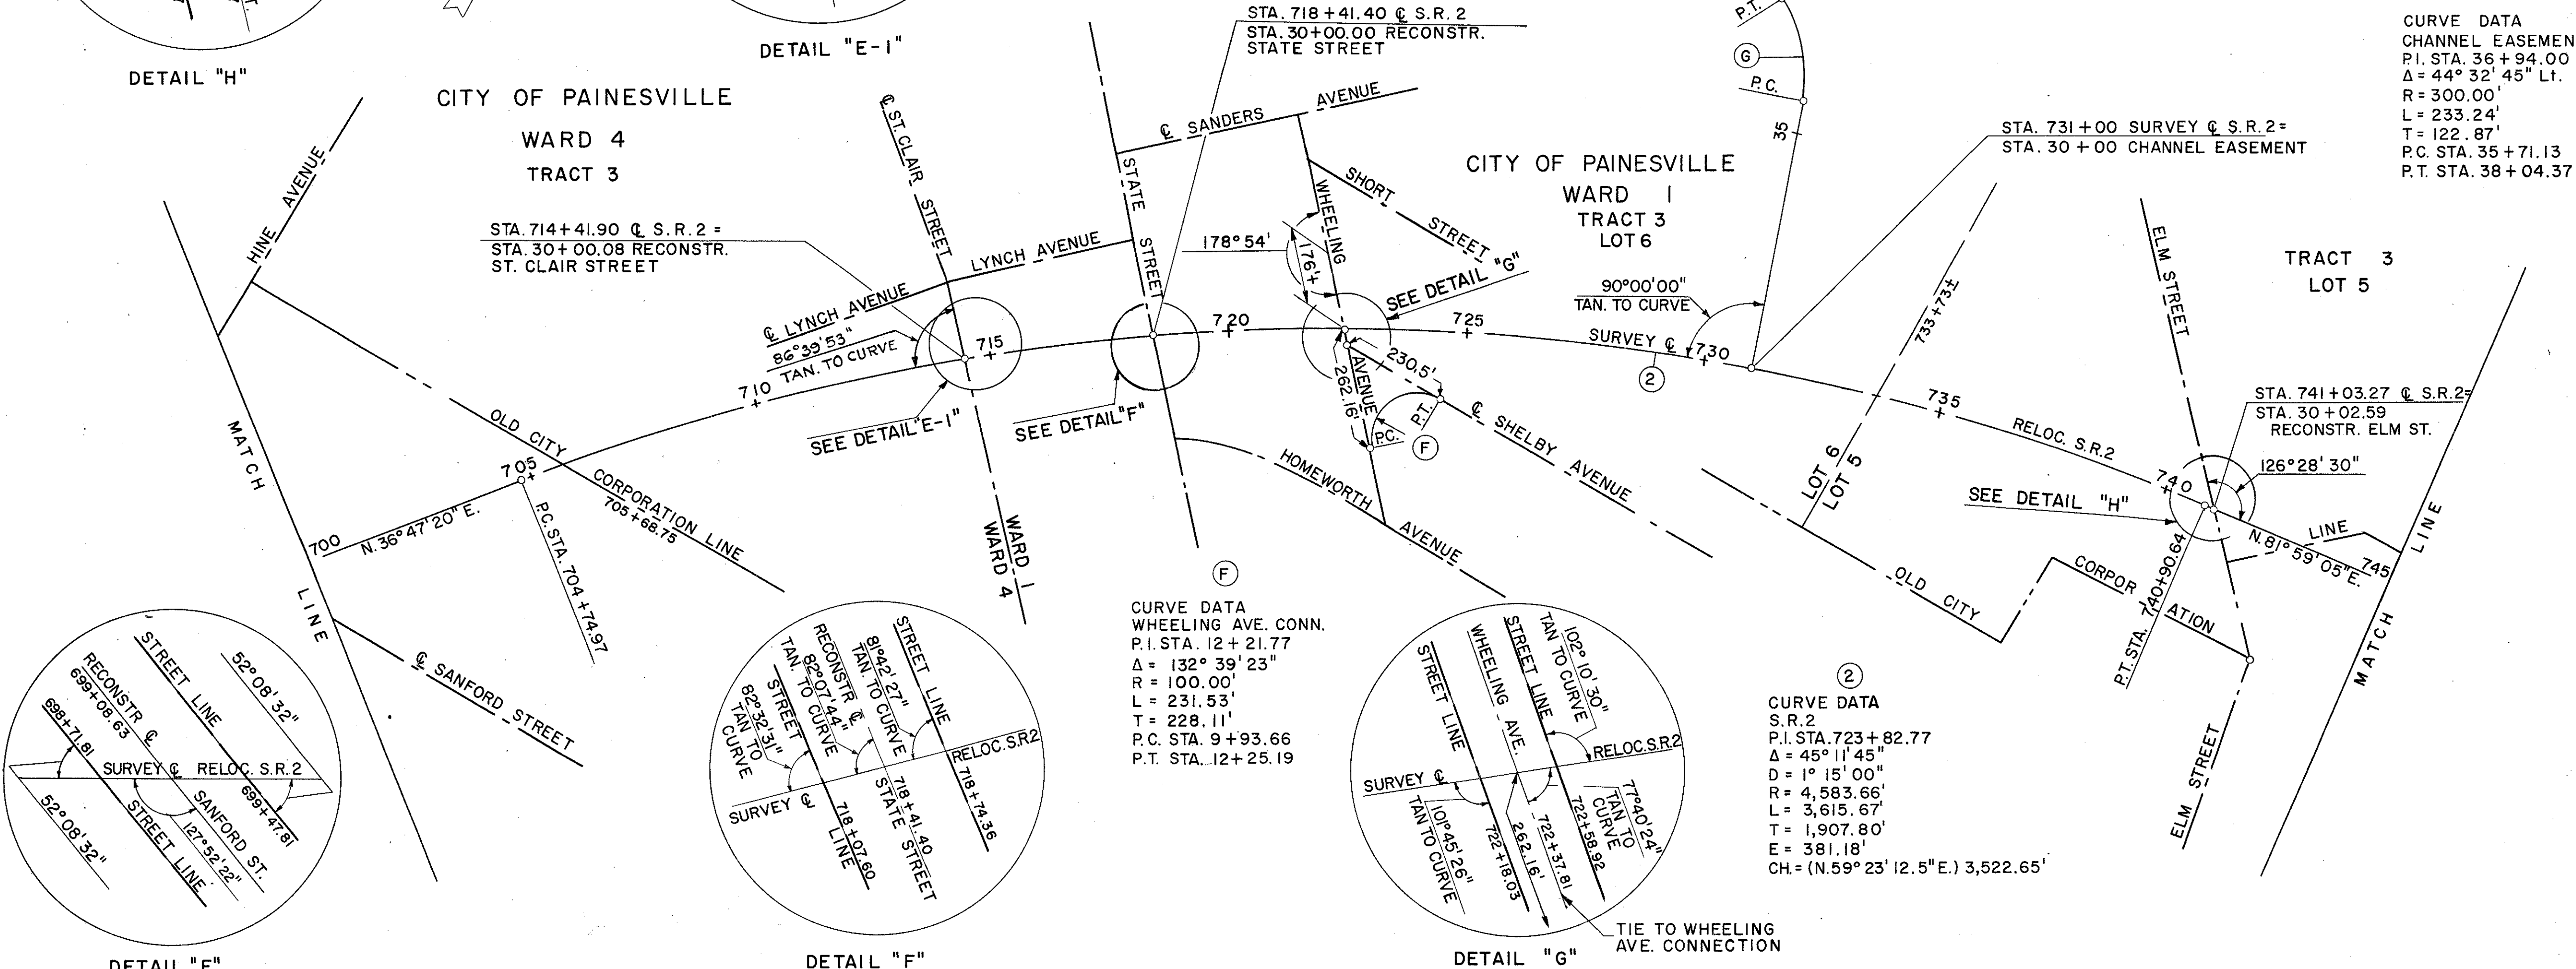 DETAIL "H"
DETAIL "E-1"
CITY OF PAINESVILLE
WARD 4
TRACT 3
HINE AVENUE
STA. 714+41.90 ℄ S.R. 2 =
STA. 30+00.08 RECONSTR.
ST. CLAIR STREET
℄ ST. CLAIR STREET
STA. 718+41.40 ℄ S.R. 2
STA. 30+00.00 RECONSTR.
STATE STREET
℄ SANDERS AVENUE
STATE STREET
LYNCH AVENUE
℄ LYNCH AVENUE
86°39'53"
TAN. TO CURVE
WHEELING AVENUE
SHORT STREET
178°54'
176'±
SEE DETAIL "G"
CITY OF PAINESVILLE
WARD 1
TRACT 3
LOT 6
P.T.
G
P.C.
35
90°00'00"
TAN. TO CURVE
STA. 731+00 SURVEY ℄ S.R. 2=
STA. 30+00 CHANNEL EASEMENT
CURVE DATA
CHANNEL EASEMEN
P.I. STA. 36+94.00
Δ = 44° 32' 45" Lt.
R = 300.00'
L = 233.24'
T = 122.87'
P.C. STA. 35+71.13
P.T. STA. 38+04.37
733+73±
ELM STREET
TRACT 3
LOT 5
700
705
710
715
720
725
730
735
740
745
SURVEY ℄
2
RELOC. S.R.2
STA. 741+03.27 ℄ S.R.2=
STA. 30+02.59
RECONSTR. ELM ST.
126°28'30"
SEE DETAIL "H"
LOT 6
LOT 5
MATCH LINE
OLD CITY CORPORATION LINE
705+68.75
N.36°47'20"E.
P.C. STA. 704+74.97
SEE DETAIL "E-1"
SEE DETAIL "F"
WARD 1
WARD 4
230.5'
262.16'
P.T.
P.C.
F
℄ SHELBY AVENUE
HOMEWORTH AVENUE
OLD CITY CORPORATION LINE
N.81°59'05"E.
P.T. STA. 740+90.64
MATCH LINE
ELM STREET
℄ SANFORD STREET
F
CURVE DATA
WHEELING AVE. CONN.
P.I. STA. 12+21.77
Δ = 132° 39' 23"
R = 100.00'
L = 231.53'
T = 228.11'
P.C. STA. 9+93.66
P.T. STA. 12+25.19
2
CURVE DATA
S.R.2
P.I. STA. 723+82.77
Δ = 45° 11' 45"
D = 1° 15' 00"
R = 4,583.66'
L = 3,615.67'
T = 1,907.80'
E = 381.18'
CH. = (N.59° 23' 12.5"E.) 3,522.65'
STREET LINE
RECONSTR ℄
699+08.63
698+71.81
52°08'32"
SURVEY ℄ RELOC. S.R.2
699+47.81
SANFORD ST.
127°52'22"
STREET LINE
52°08'32"
STREET LINE
81°42'27"
TAN. TO CURVE
RECONSTR ℄
82°07'44"
TAN. TO CURVE
STREET LINE
82°32'31"
TAN TO CURVE
RELOC. S.R.2
SURVEY ℄
718+07.60
718+41.40
STATE STREET
718+74.36
DETAIL "F"
STREET LINE
WHEELING AVE.
STREET LINE
102°10'30"
TAN TO CURVE
RELOC. S.R.2
SURVEY ℄
101°45'26"
TAN TO CURVE
722+18.03
262.16'
722+37.81
722+58.92
77°40'24"
TAN TO CURVE
TIE TO WHEELING
AVE. CONNECTION
DETAIL "G"